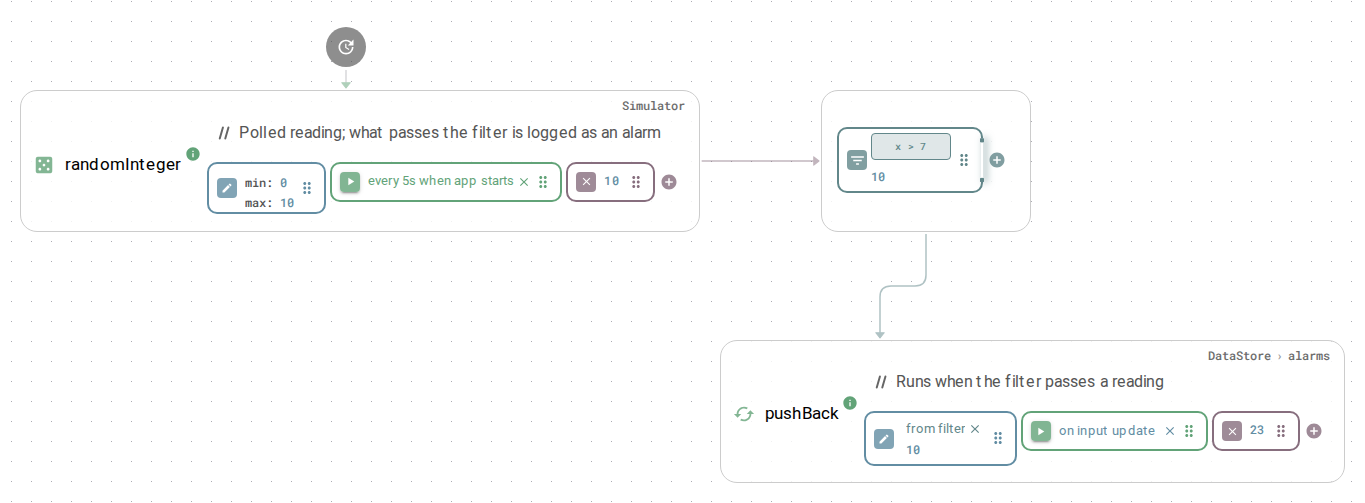 Simulator
// Polled reading; what passes the filter is logged as an alarm
randomInteger
min: 0
max: 10
every 5s when app starts
10
x > 7
10
DataStore › alarms
// Runs when the filter passes a reading
pushBack
from filter
10
on input update
23